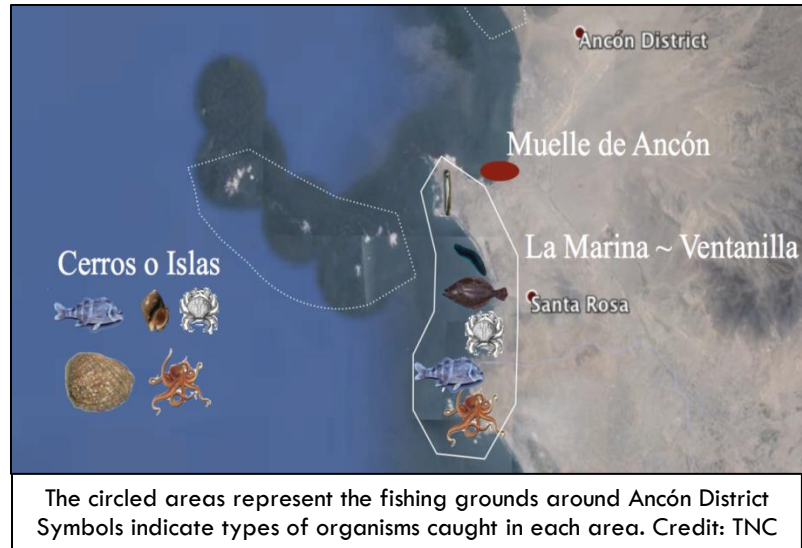 Ancón District
Muelle de Ancón
Cerros o Islas
La Marina ~ Ventanilla
Santa Rosa
The circled areas represent the fishing grounds around Ancón District
Symbols indicate types of organisms caught in each area. Credit: TNC